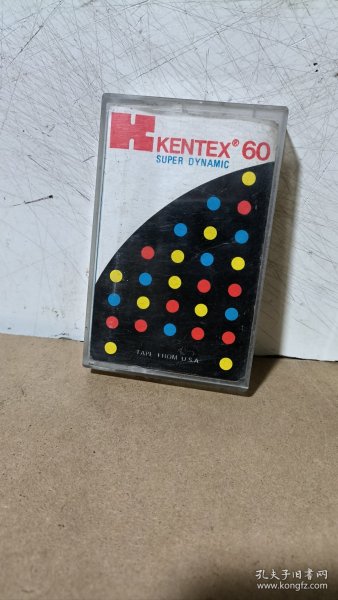 KENTEX® 60
SUPER DYNAMIC
TAPE FROM U.S.A
孔夫子旧书网
www.kongfz.com